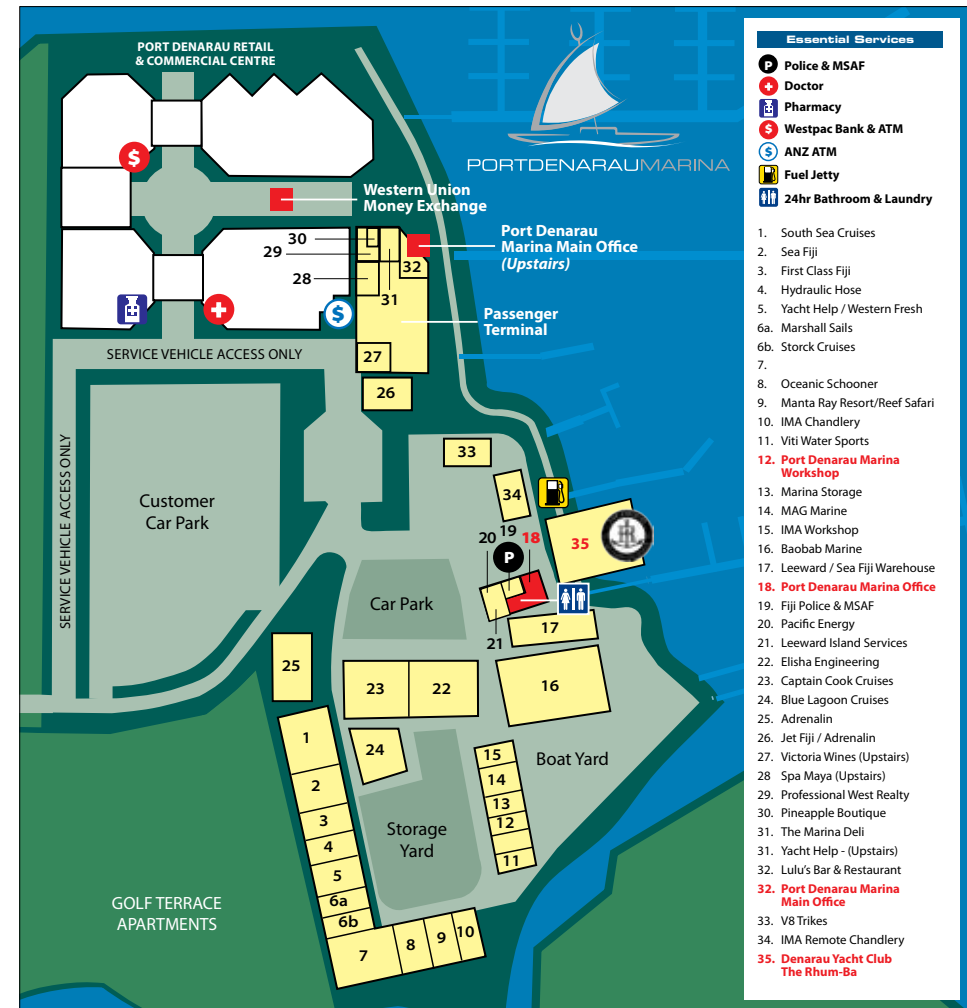 PORT DENARAU RETAIL
& COMMERCIAL CENTRE
PORTDENARAUMARINA
$
Western Union
Money Exchange
Port Denarau
Marina Main Office
(Upstairs)
30
29
28
32
31
Passenger
Terminal
$
27
SERVICE VEHICLE ACCESS ONLY
26
SERVICE VEHICLE ACCESS ONLY
Customer
Car Park
33
34
35
20
19
18
P
Car Park
21
17
25
23
22
16
24
1
2
3
4
5
6a
6b
7
8
9
10
15
14
13
12
11
Boat Yard
Storage
Yard
GOLF TERRACE
APARTMENTS
Essential Services
P Police & MSAF
Doctor
Pharmacy
$ Westpac Bank & ATM
$ ANZ ATM
Fuel Jetty
24hr Bathroom & Laundry
1. South Sea Cruises
2. Sea Fiji
3. First Class Fiji
4. Hydraulic Hose
5. Yacht Help / Western Fresh
6a. Marshall Sails
6b. Storck Cruises
7.
8. Oceanic Schooner
9. Manta Ray Resort/Reef Safari
10. IMA Chandlery
11. Viti Water Sports
12. Port Denarau Marina
Workshop
13. Marina Storage
14. MAG Marine
15. IMA Workshop
16. Baobab Marine
17. Leeward / Sea Fiji Warehouse
18. Port Denarau Marina Office
19. Fiji Police & MSAF
20. Pacific Energy
21. Leeward Island Services
22. Elisha Engineering
23. Captain Cook Cruises
24. Blue Lagoon Cruises
25. Adrenalin
26. Jet Fiji / Adrenalin
27. Victoria Wines (Upstairs)
28 Spa Maya (Upstairs)
29. Professional West Realty
30. Pineapple Boutique
31. The Marina Deli
31. Yacht Help - (Upstairs)
32. Lulu's Bar & Restaurant
32. Port Denarau Marina
Main Office
33. V8 Trikes
34. IMA Remote Chandlery
35. Denarau Yacht Club
The Rhum-Ba